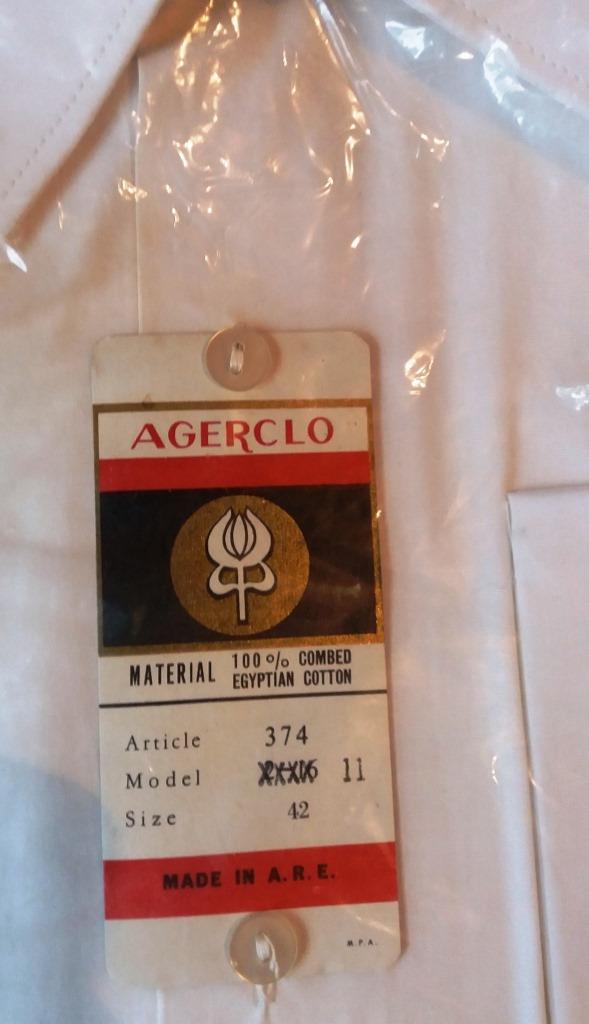 AGERCLO
MATERIAL 100% COMBED
EGYPTIAN COTTON
Article 374
Model 11
Size 42
MADE IN A.R.E.
M.P.A.